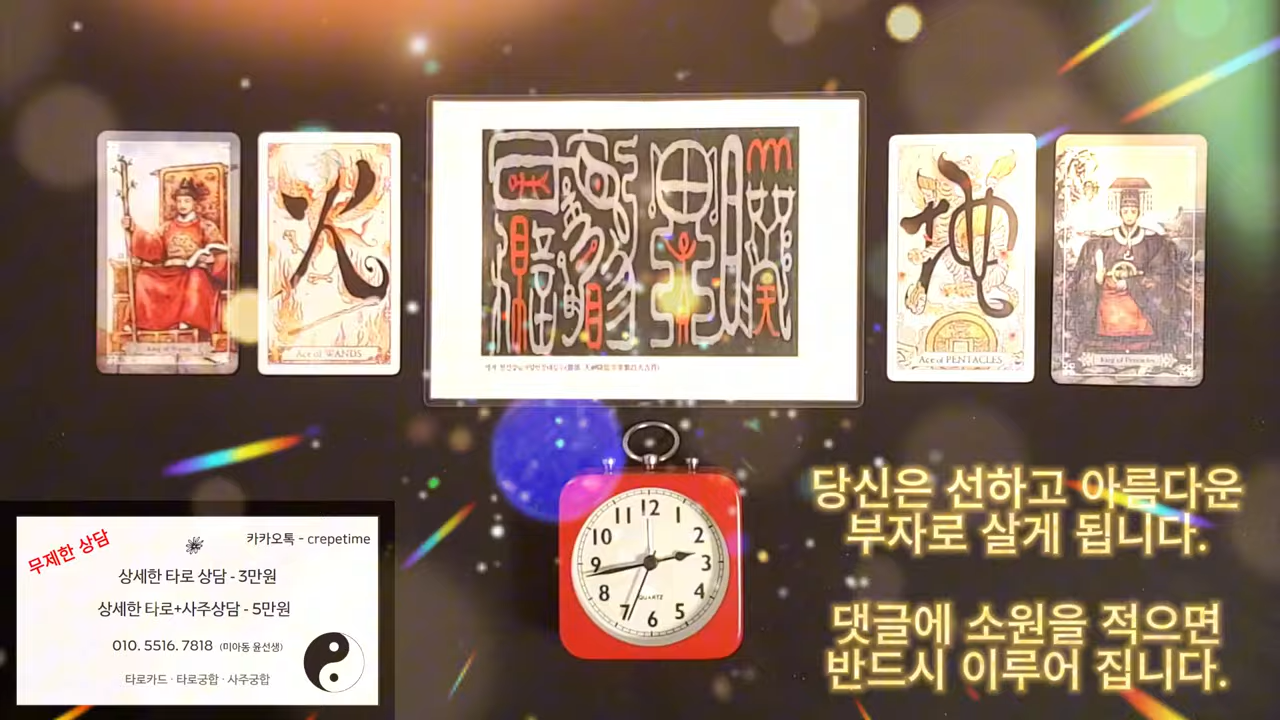 King of Wands
火
Ace of WANDS
地
Ace of PENTACLES
King of Pentacles
12
1
2
3
4
5
6
7
8
9
10
11
QUARTZ
당신은 선하고 아름다운
부자로 살게 됩니다.
댓글에 소원을 적으면
반드시 이루어 집니다.
무제한 상담
카카오톡 - crepetime
상세한 타로 상담 - 3만원
상세한 타로+사주상담 - 5만원
010. 5516. 7818 (미아동 윤선생)
타로카드 · 타로궁합 · 사주궁합